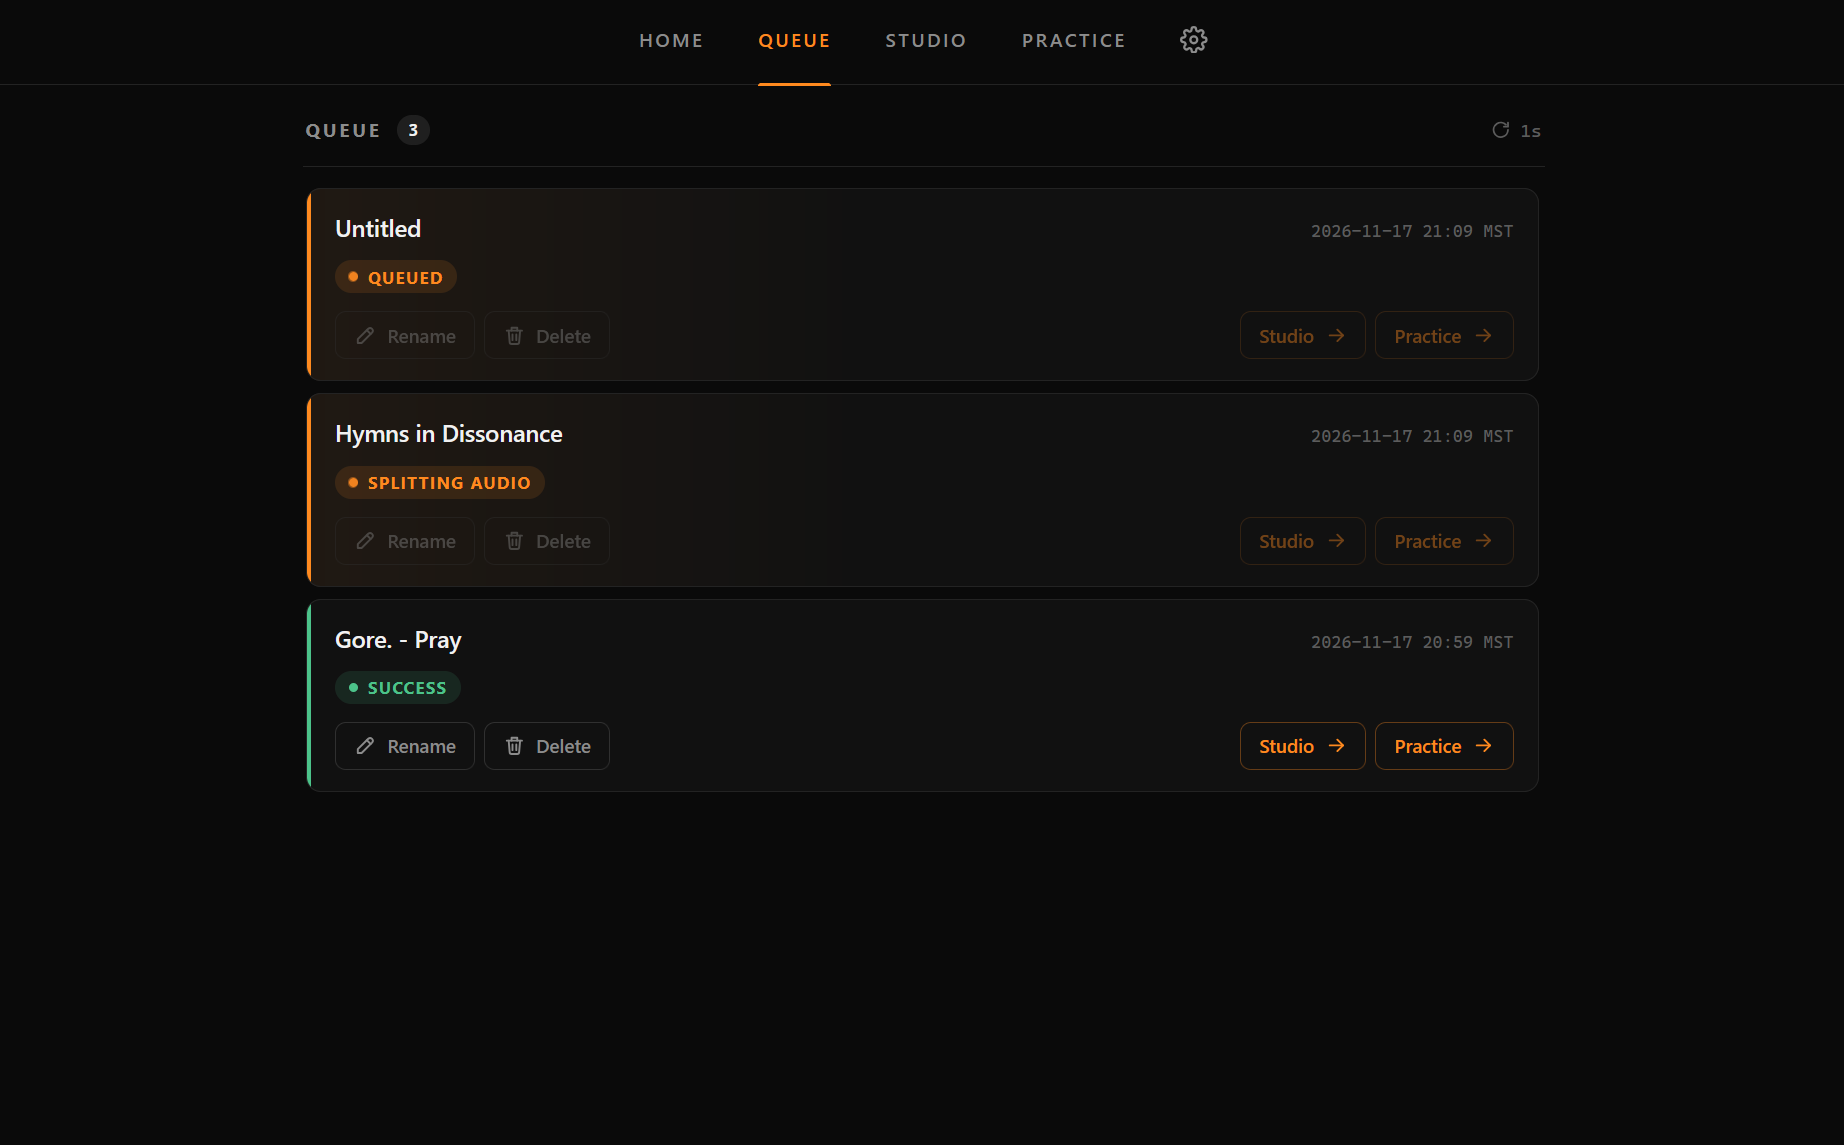 HOME QUEUE STUDIO PRACTICE
QUEUE 3 1s
Untitled 2026-11-17 21:09 MST
QUEUED
Rename Delete Studio → Practice →
Hymns in Dissonance 2026-11-17 21:09 MST
SPLITTING AUDIO
Rename Delete Studio → Practice →
Gore. - Pray 2026-11-17 20:59 MST
SUCCESS
Rename Delete Studio → Practice →